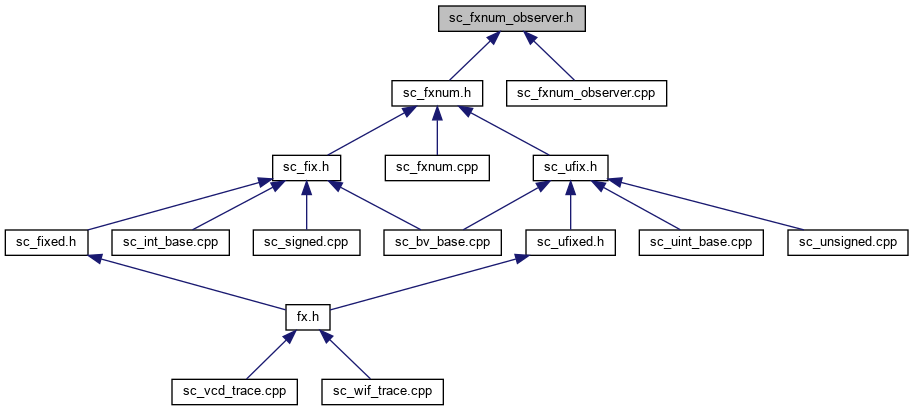 sc_fxnum_observer.h
sc_fxnum.h
sc_fxnum_observer.cpp
sc_fix.h
sc_fxnum.cpp
sc_ufix.h
sc_fixed.h
sc_int_base.cpp
sc_signed.cpp
sc_bv_base.cpp
sc_ufixed.h
sc_uint_base.cpp
sc_unsigned.cpp
fx.h
sc_vcd_trace.cpp
sc_wif_trace.cpp